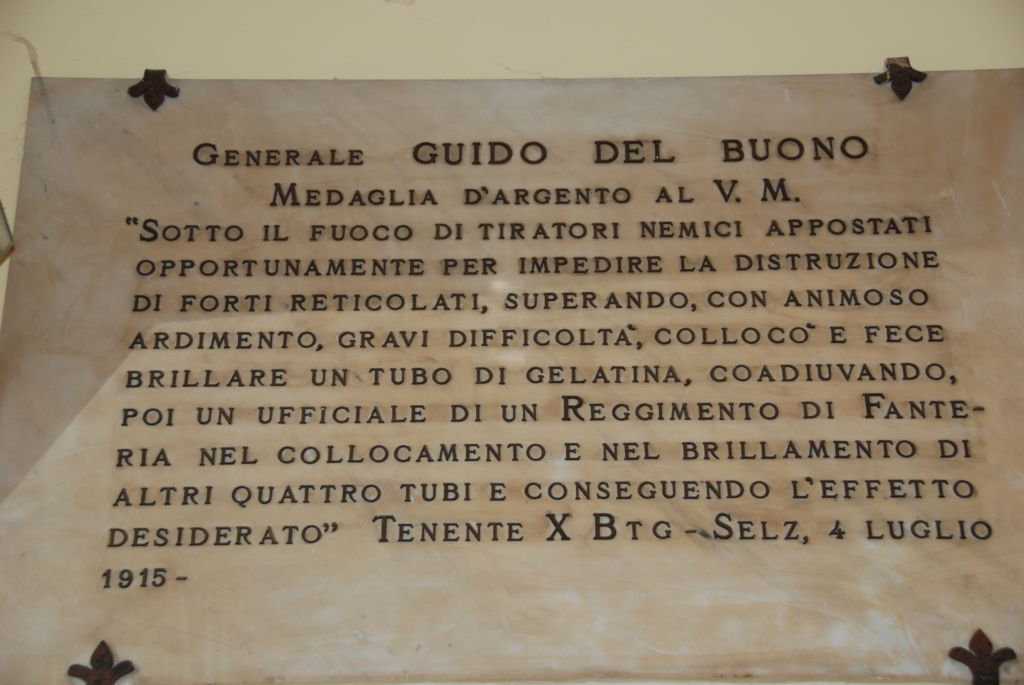 Generale GUIDO DEL BUONO
Medaglia d'argento al V. M.
"Sotto il fuoco di tiratori nemici appostati
opportunamente per impedire la distruzione
di forti reticolati, superando, con animoso
ardimento, gravi difficoltà, collocò e fece
brillare un tubo di gelatina, coadiuvando,
poi un ufficiale di un Reggimento di Fante-
ria nel collocamento e nel brillamento di
altri quattro tubi e conseguendo l'effetto
desiderato" Tenente X Btg - Selz, 4 luglio
1915 -